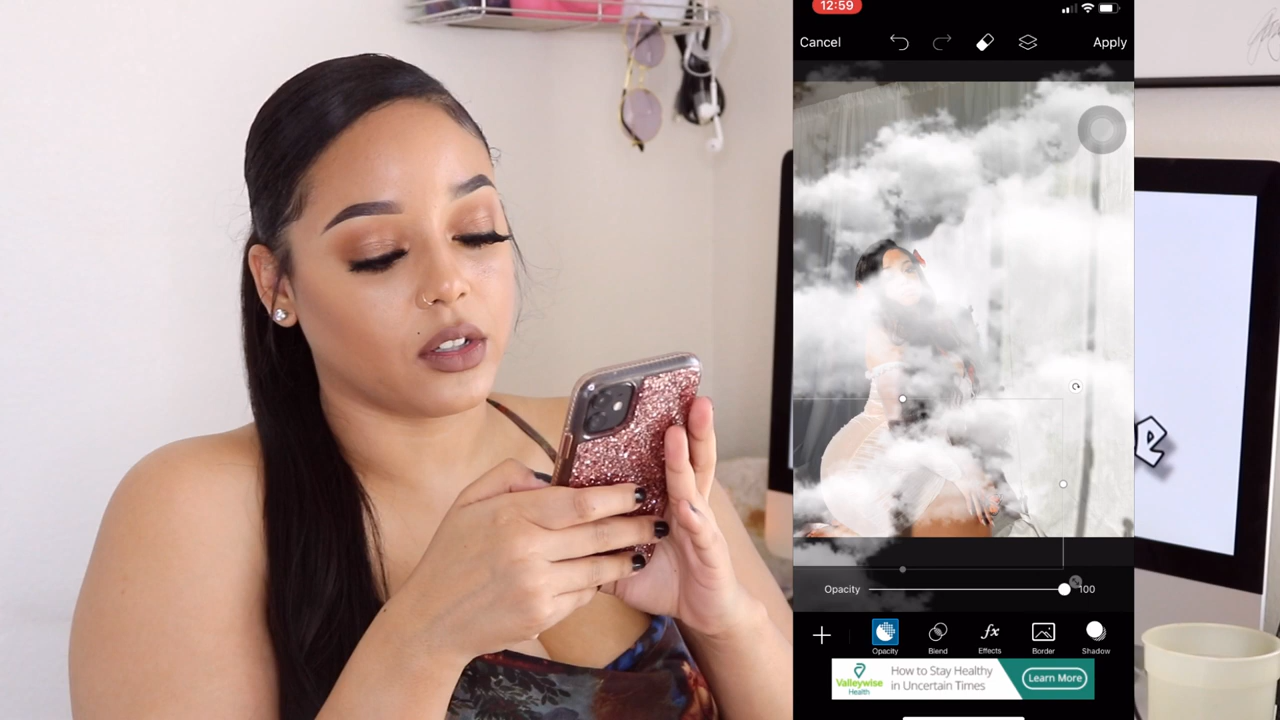 12:59
Cancel
Apply
Opacity
100
Opacity
Blend
fx
Effects
Border
Shadow
Valleywise
Health
How to Stay Healthy
in Uncertain Times
Learn More
e